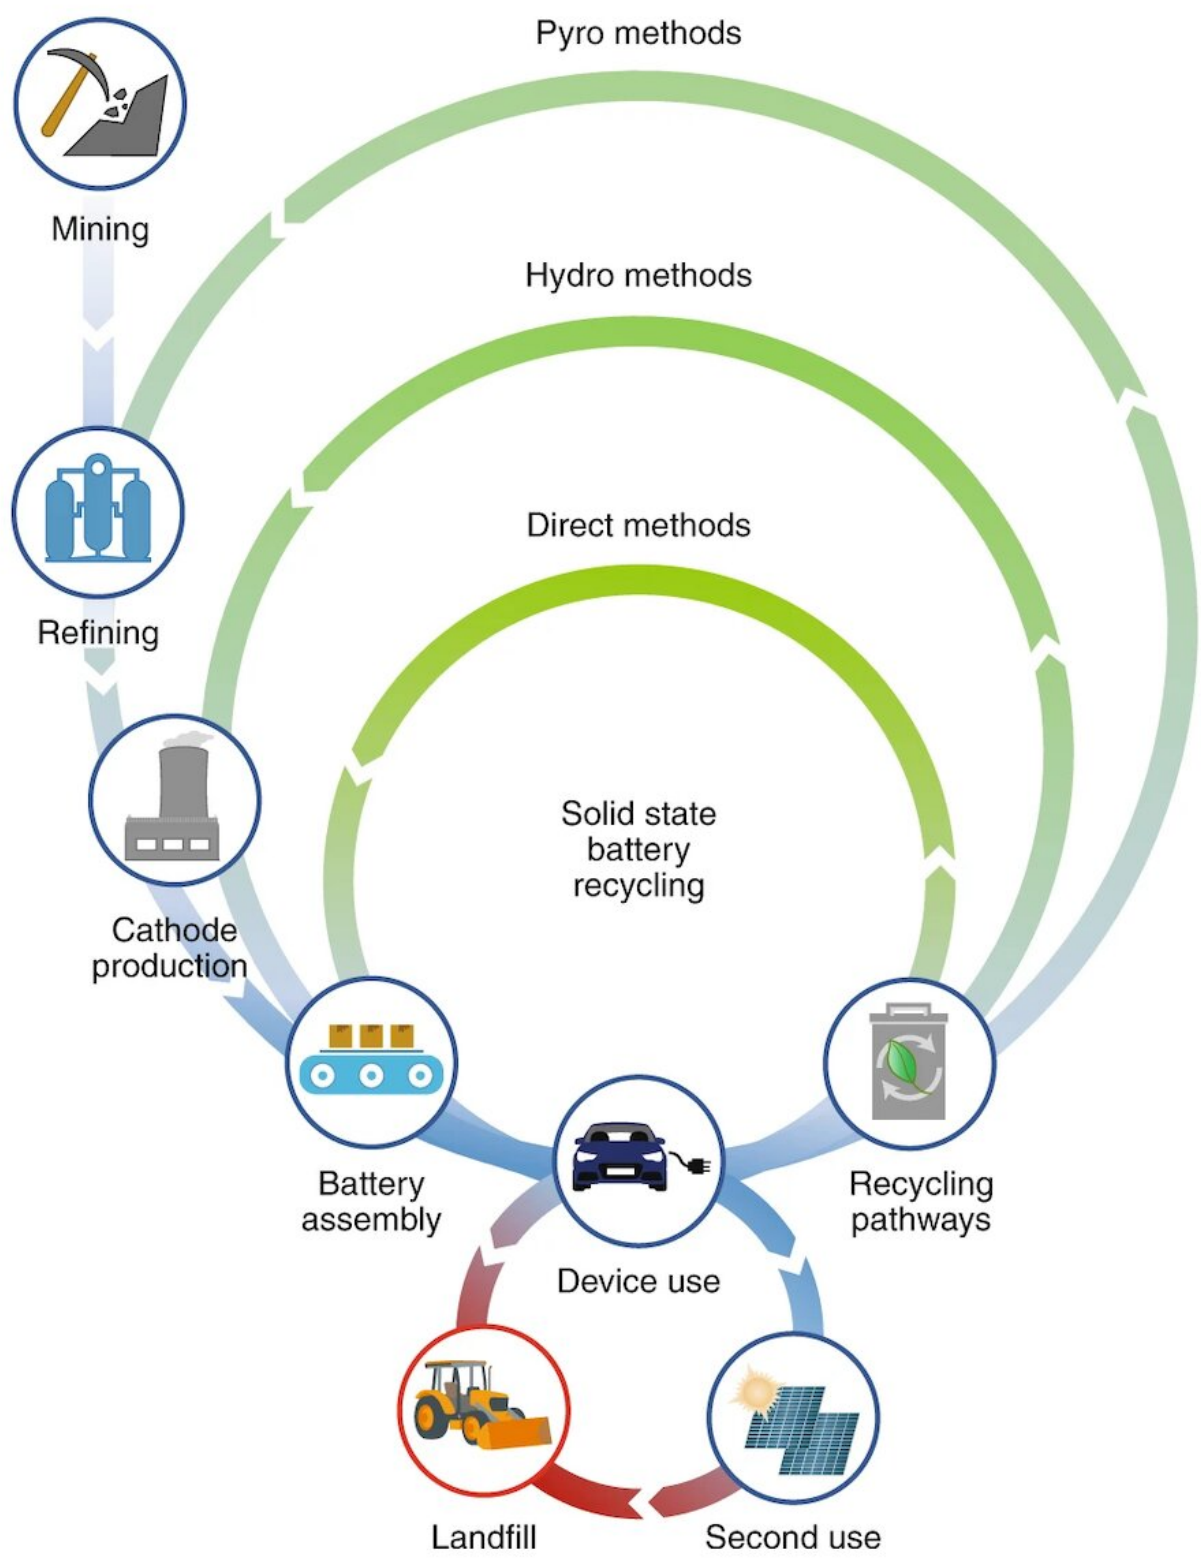 Pyro methods
Mining
Hydro methods
Direct methods
Refining
Solid state
battery
recycling
Cathode
production
Battery
assembly
Recycling
pathways
Device use
Landfill
Second use